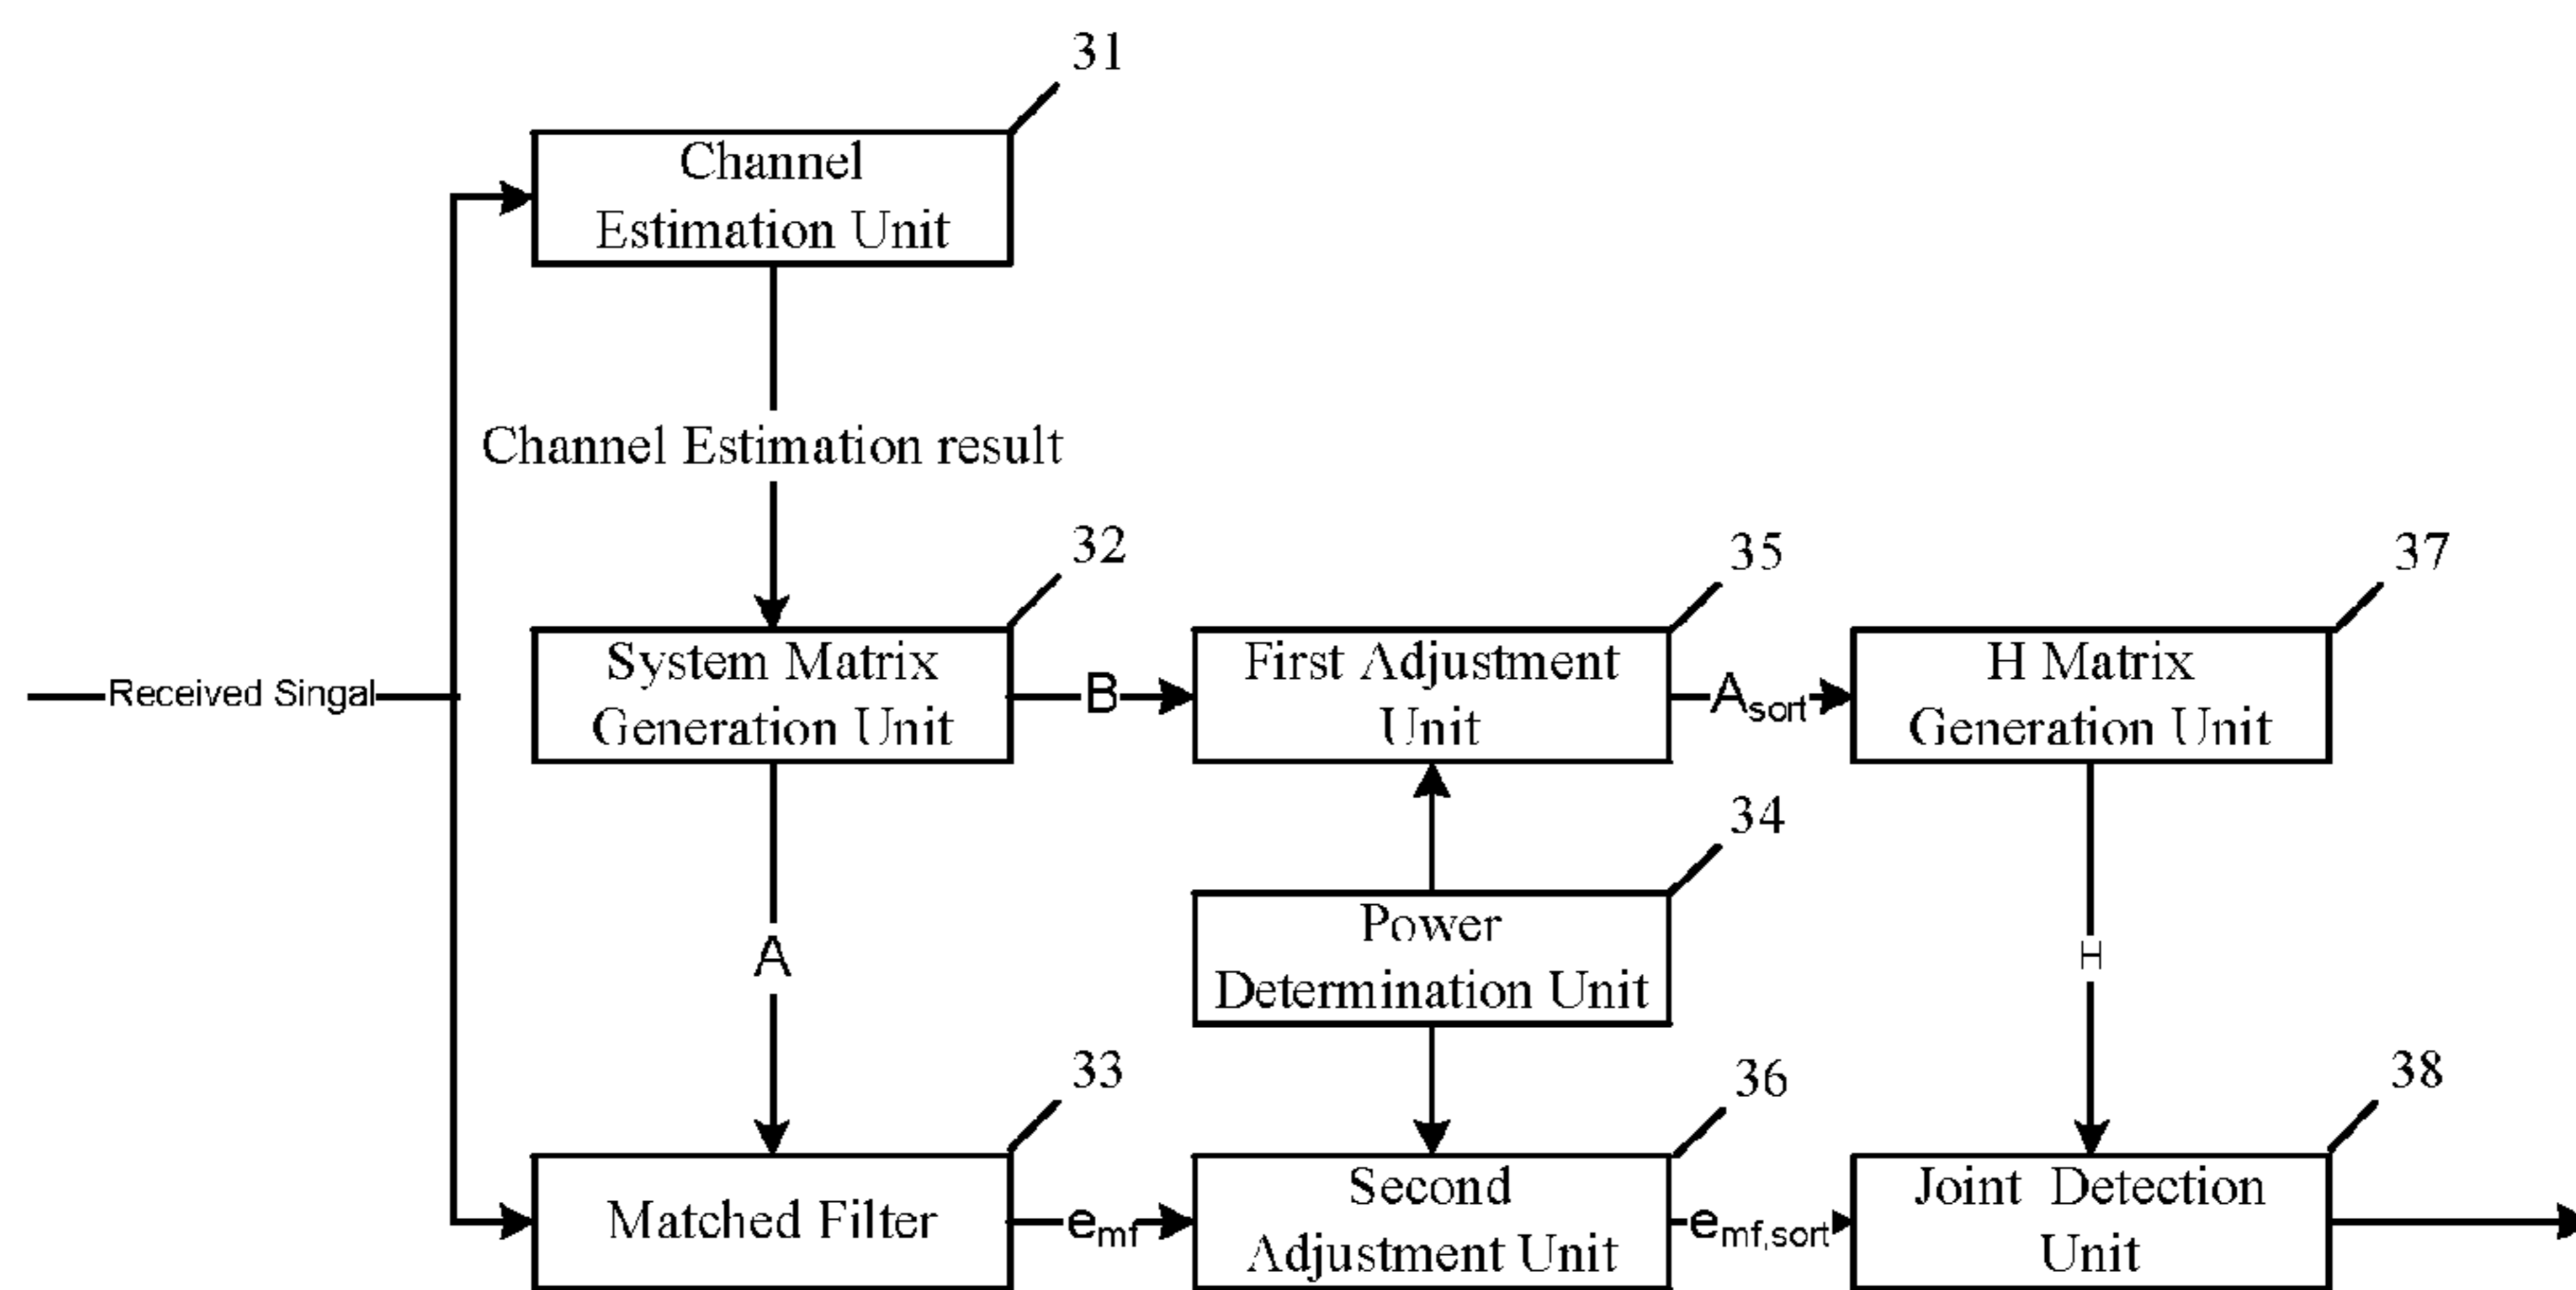 31
Channel
Estimation Unit
Channel Estimation result
32
35
37
System Matrix
Generation Unit
B
First Adjustment
Unit
Asort
H Matrix
Generation Unit
Received Singal
34
Power
Determination Unit
A
H
33
36
38
Matched Filter
emf
Second
Adjustment Unit
emf,sort
Joint Detection
Unit